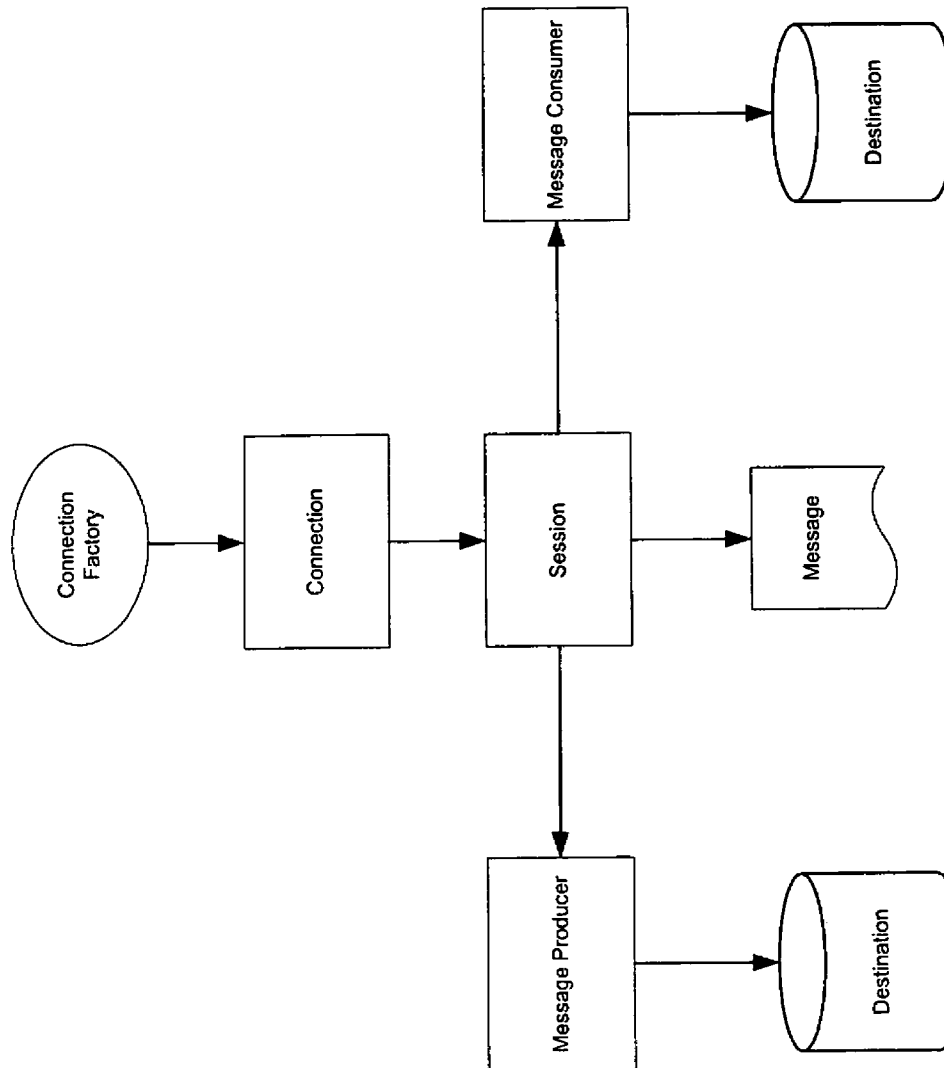 Connection
Factory
Connection
Message Producer
Session
Message Consumer
Destination
Message
Destination